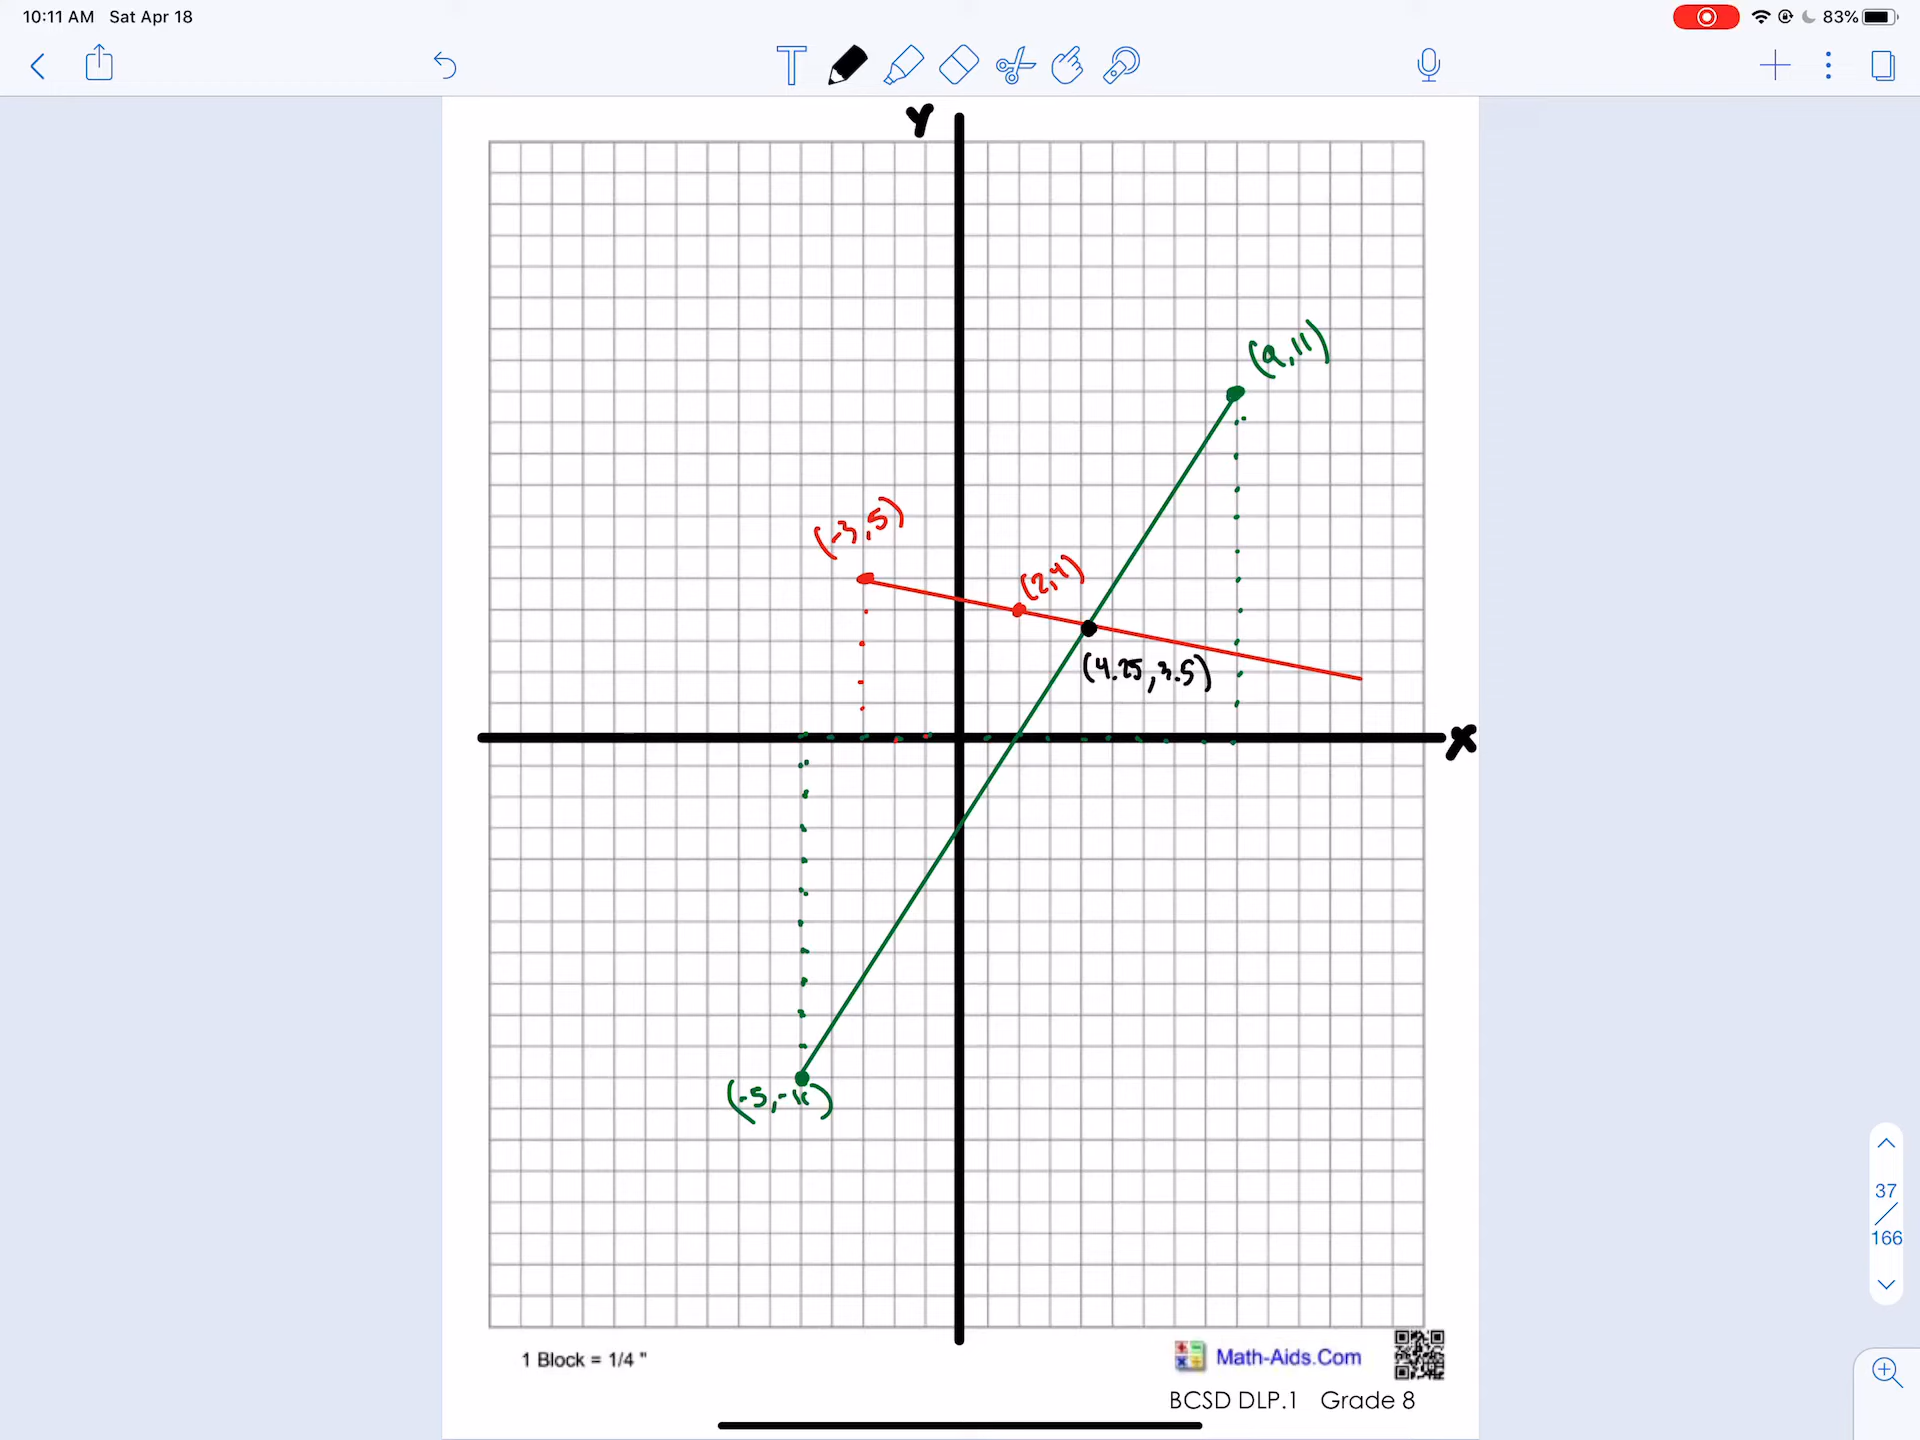 10:11 AM Sat Apr 18
83%
T
Y
(9,11)
(-3,5)
(2,4)
(4.25,3.5)
X
(-5,-11)
37
166
1 Block = 1/4 "
Math-Aids.Com
BCSD DLP.1 Grade 8